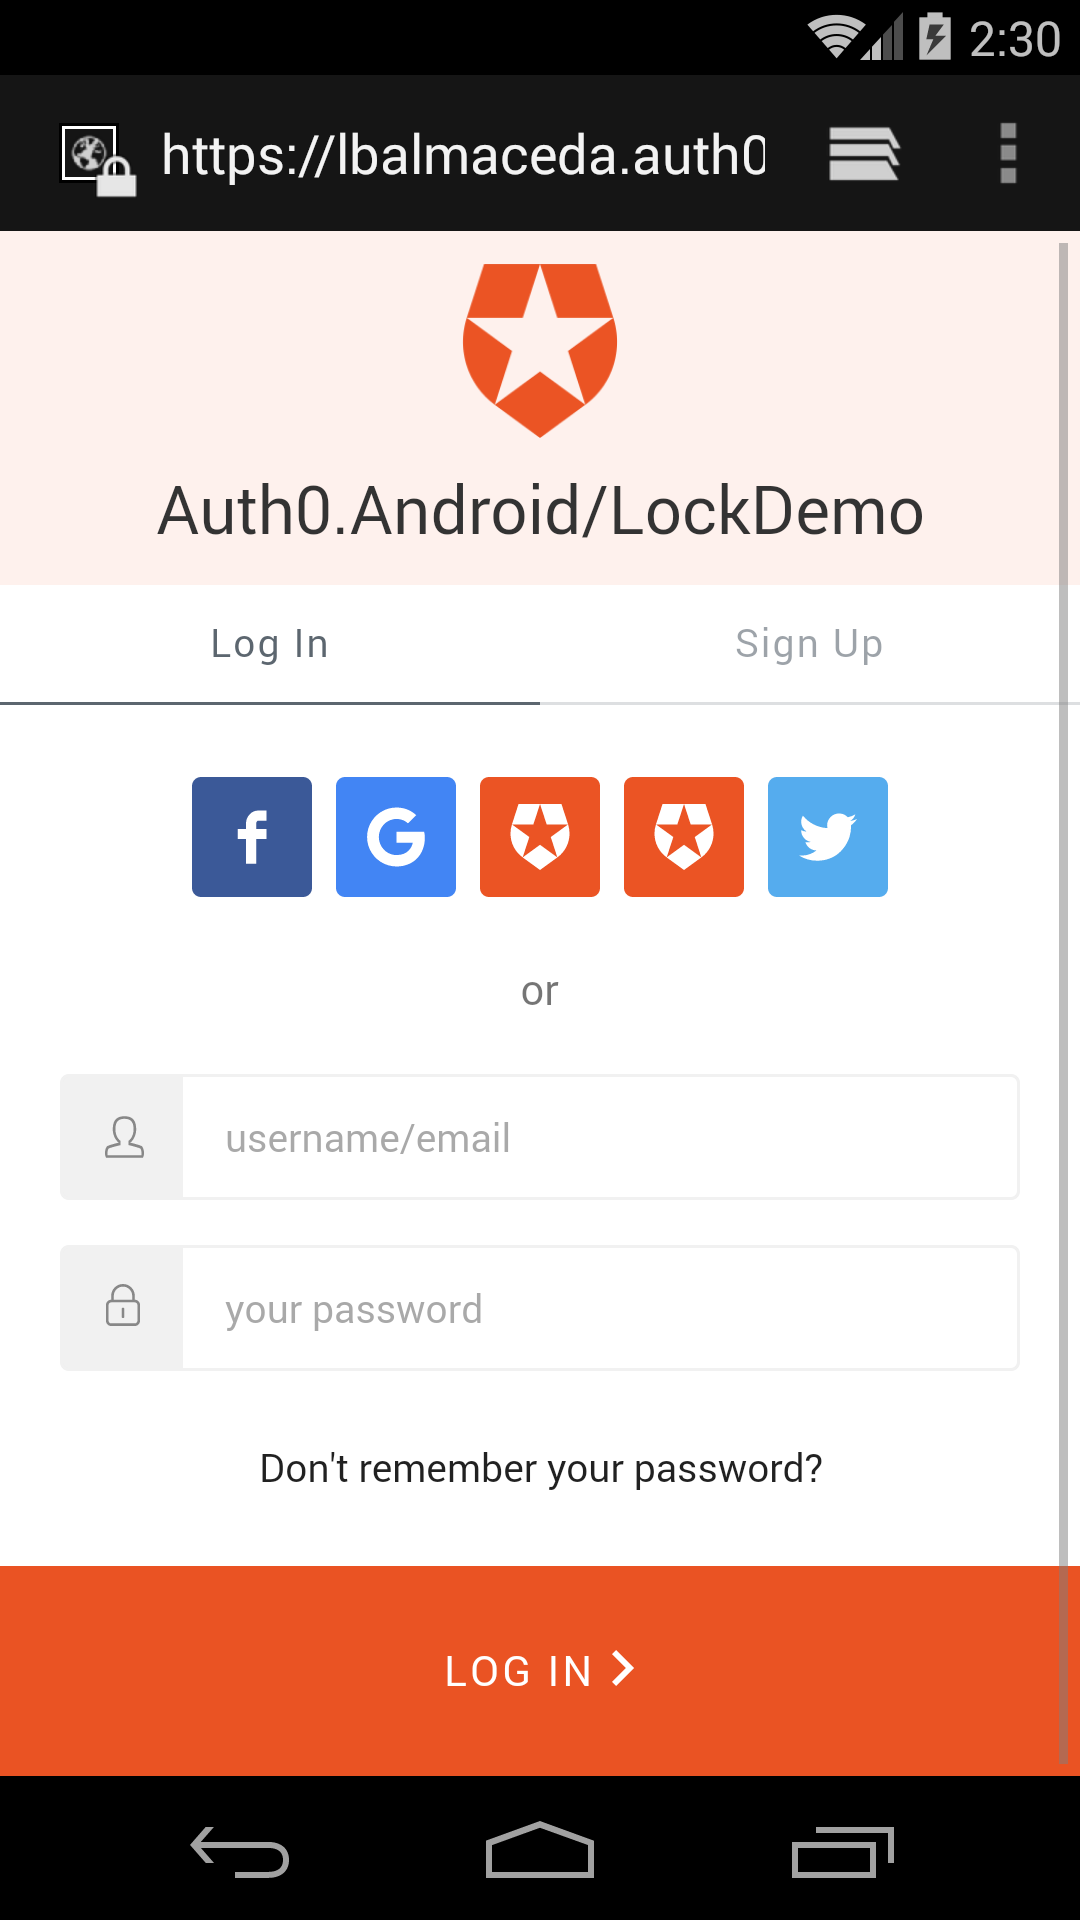 2:30
https://lbalmaceda.auth0
Auth0.Android/LockDemo
Log In
Sign Up
or
username/email
your password
Don't remember your password?
LOG IN